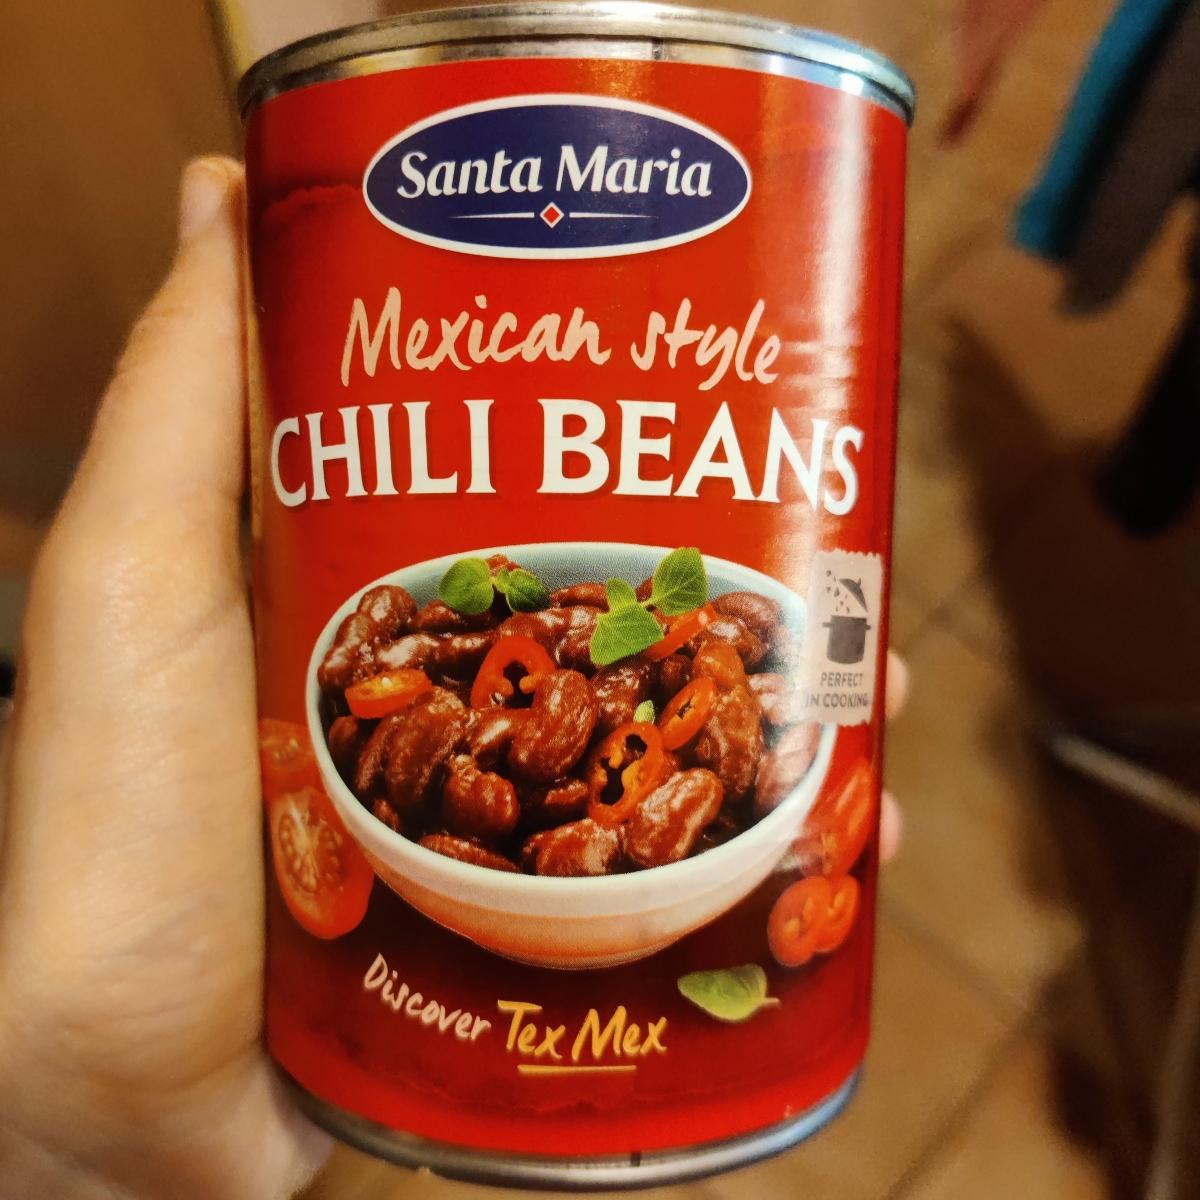 Santa Maria
Mexican style
CHILI BEANS
PERFECT
IN COOKING
Discover Tex Mex